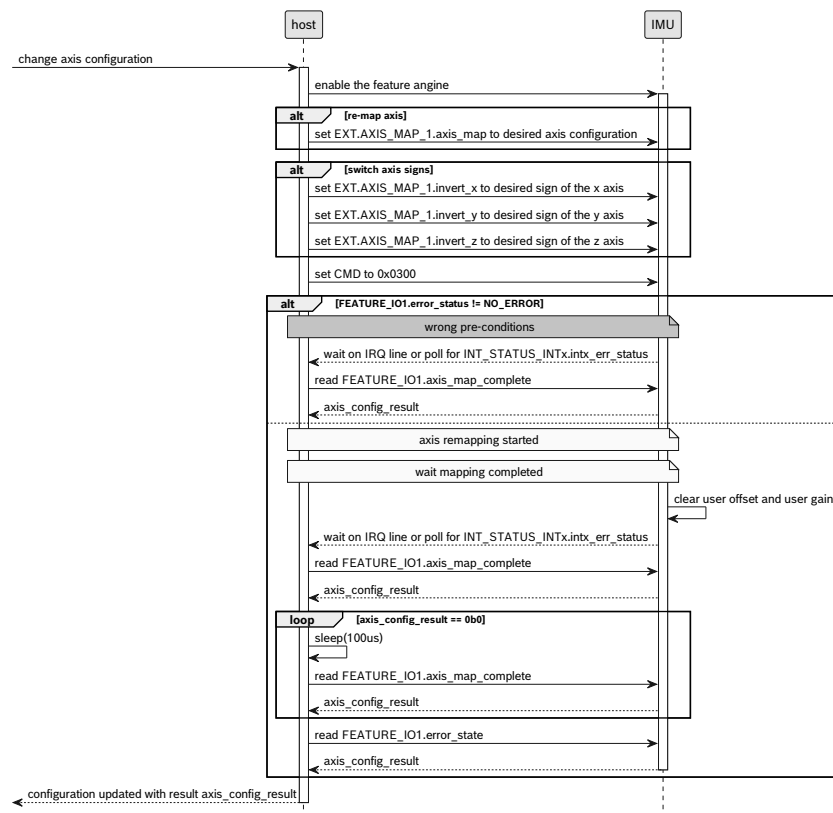 host
IMU
change axis configuration
enable the feature angine
alt
[re-map axis]
set EXT.AXIS_MAP_1.axis_map to desired axis configuration
alt
[switch axis signs]
set EXT.AXIS_MAP_1.invert_x to desired sign of the x axis
set EXT.AXIS_MAP_1.invert_y to desired sign of the y axis
set EXT.AXIS_MAP_1.invert_z to desired sign of the z axis
set CMD to 0x0300
alt
[FEATURE_IO1.error_status != NO_ERROR]
wrong pre-conditions
wait on IRQ line or poll for INT_STATUS_INTx.intx_err_status
read FEATURE_IO1.axis_map_complete
axis_config_result
axis remapping started
wait mapping completed
clear user offset and user gain
wait on IRQ line or poll for INT_STATUS_INTx.intx_err_status
read FEATURE_IO1.axis_map_complete
axis_config_result
loop
[axis_config_result == 0b0]
sleep(100us)
read FEATURE_IO1.axis_map_complete
axis_config_result
read FEATURE_IO1.error_state
axis_config_result
configuration updated with result axis_config_result